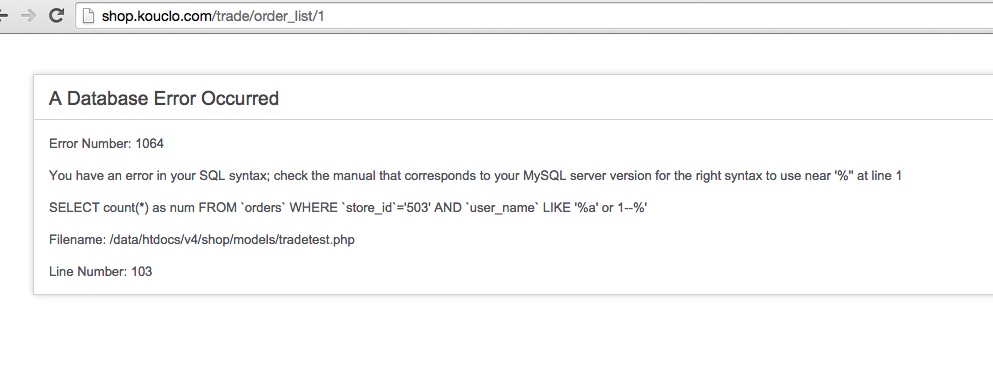 shop.kouclo.com/trade/order_list/1
A Database Error Occurred
Error Number: 1064
You have an error in your SQL syntax; check the manual that corresponds to your MySQL server version for the right syntax to use near '%'' at line 1
SELECT count(*) as num FROM `orders` WHERE `store_id`='503' AND `user_name` LIKE '%a' or 1--%'
Filename: /data/htdocs/v4/shop/models/tradetest.php
Line Number: 103